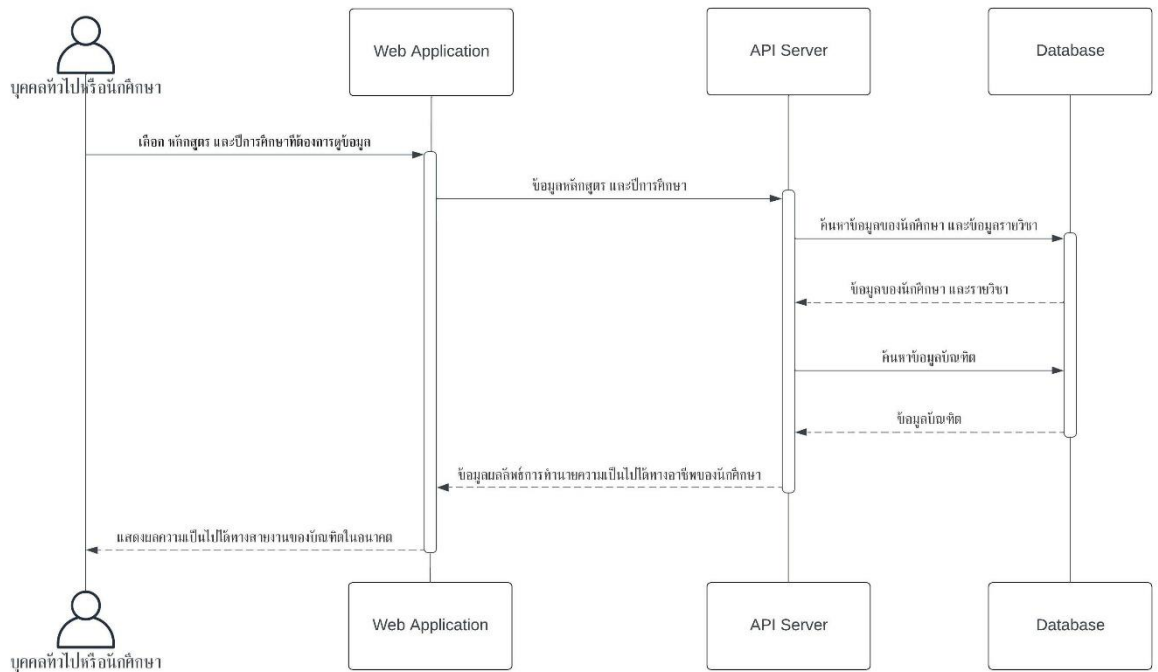 Web Application
API Server
Database
บุคคลทั่วไปหรือนักศึกษา
เลือก หลักสูตร และปีการศึกษาที่ต้องการดูข้อมูล
ข้อมูลหลักสูตร และปีการศึกษา
ค้นหาข้อมูลของนักศึกษา และข้อมูลรายวิชา
ข้อมูลของนักศึกษา และรายวิชา
ค้นหาข้อมูลบัณฑิต
ข้อมูลบัณฑิต
ข้อมูลผลลัพธ์การทำนายความเป็นไปได้ทางอาชีพของนักศึกษา
แสดงผลความเป็นไปได้ทางสายงานของบัณฑิตในอนาคต
Web Application
API Server
Database
บุคคลทั่วไปหรือนักศึกษา